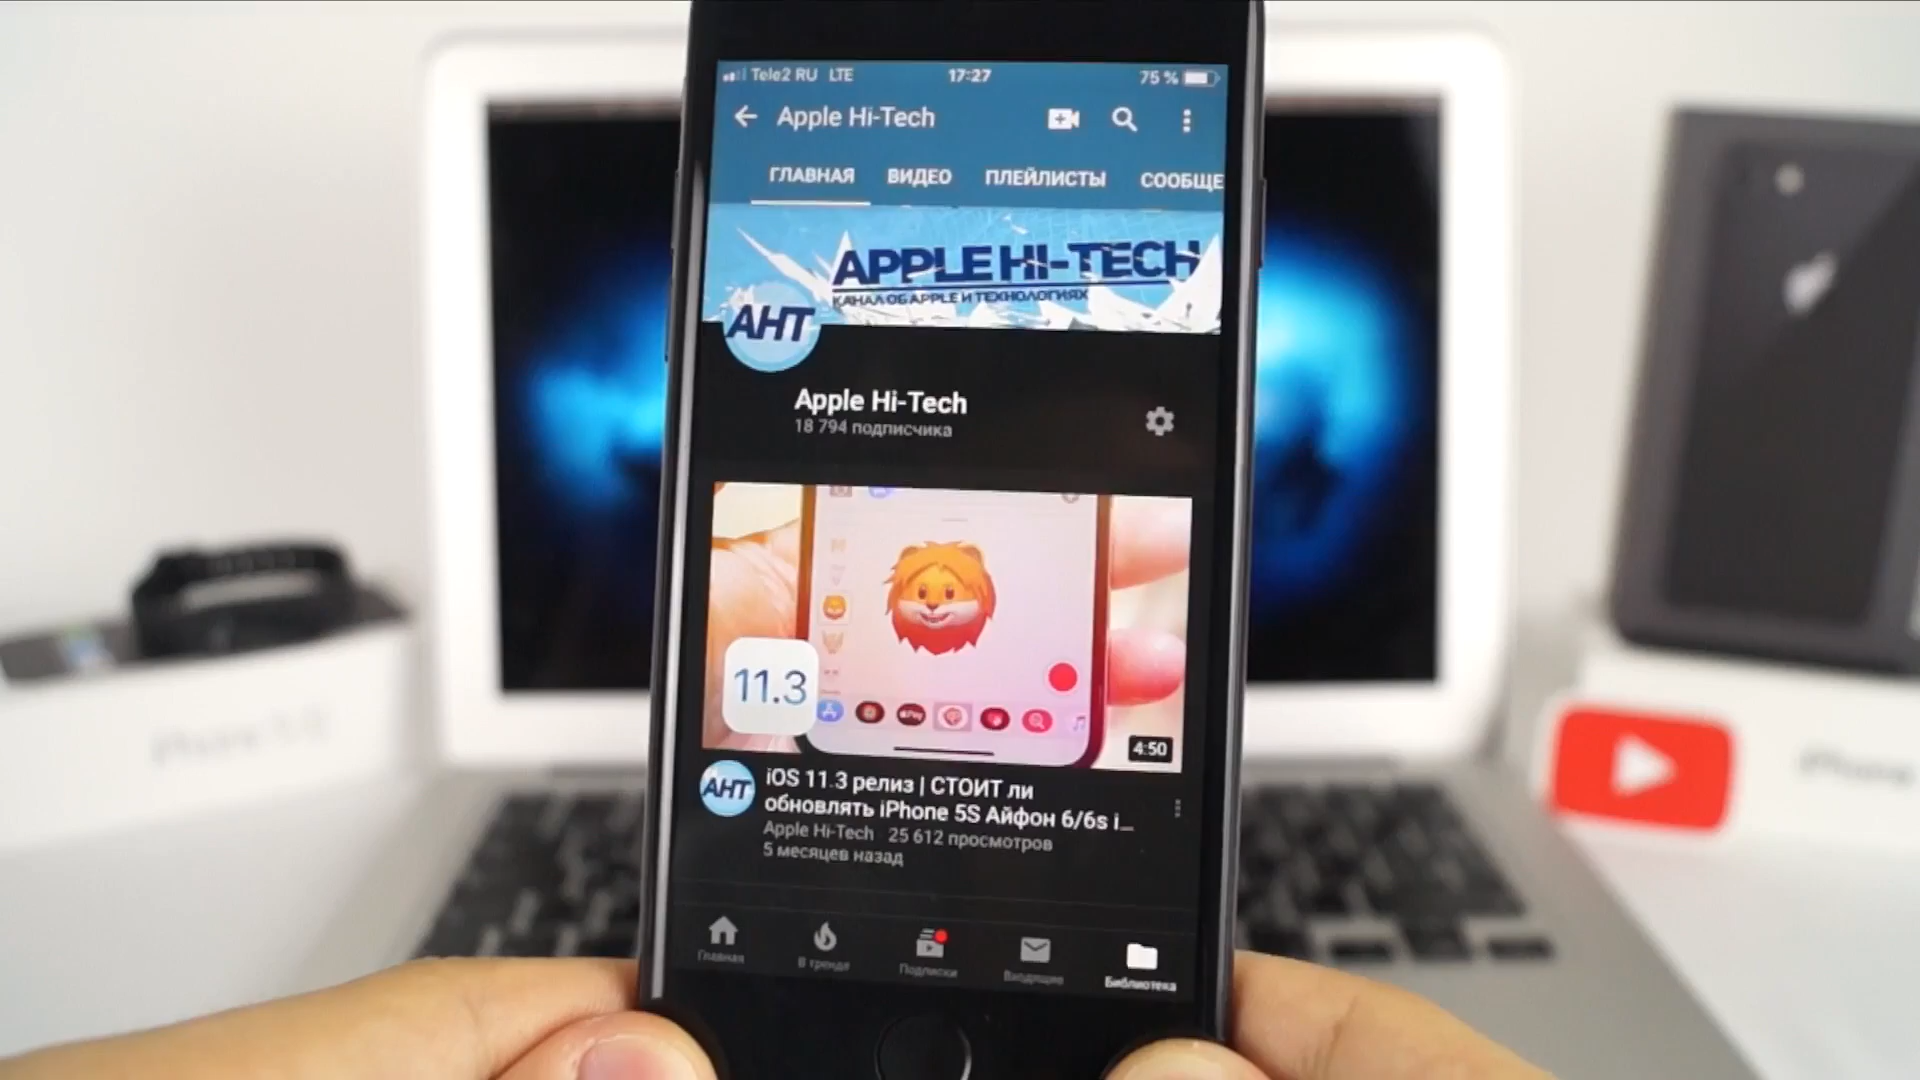 Tele2 RU LTE 17:27 75 %
Apple Hi-Tech
ГЛАВНАЯ ВИДЕО ПЛЕЙЛИСТЫ СООБЩЕ
APPLE HI-TECH
КАНАЛ ОБ APPLE И ТЕХНОЛОГИЯХ
AHT
Apple Hi-Tech
18 794 подписчика
11.3
4:50
AHT
iOS 11.3 релиз | СТОИТ ли
обновлять iPhone 5S Айфон 6/6s i...
Apple Hi-Tech 25 612 просмотров
5 месяцев назад
Главная В тренде Подписки Входящие Библиотека
iPhone